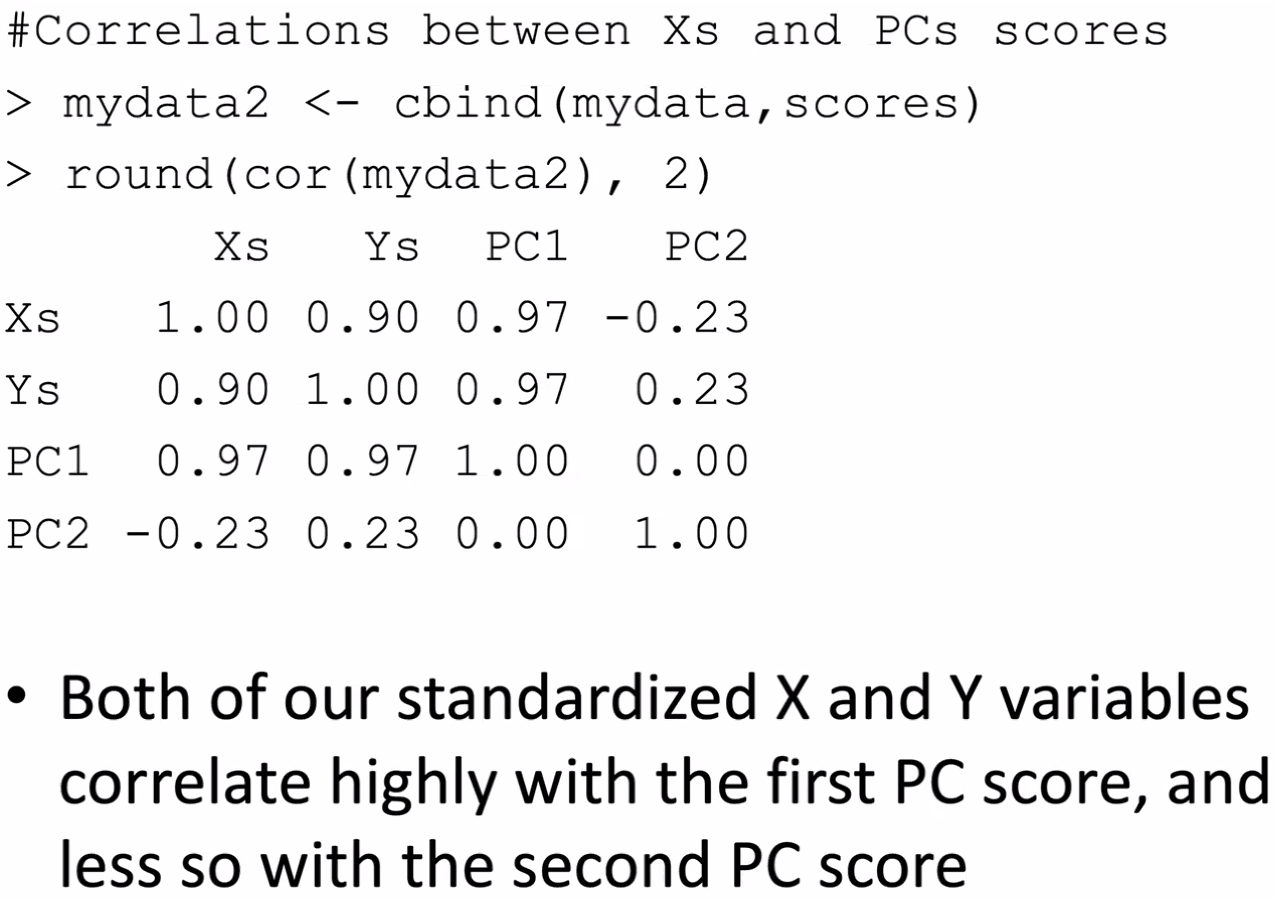 #Correlations between Xs and PCs scores
> mydata2 <- cbind(mydata,scores)
> round(cor(mydata2), 2)
Xs Ys PC1 PC2
Xs 1.00 0.90 0.97 -0.23
Ys 0.90 1.00 0.97 0.23
PC1 0.97 0.97 1.00 0.00
PC2 -0.23 0.23 0.00 1.00
• Both of our standardized X and Y variables
correlate highly with the first PC score, and
less so with the second PC score